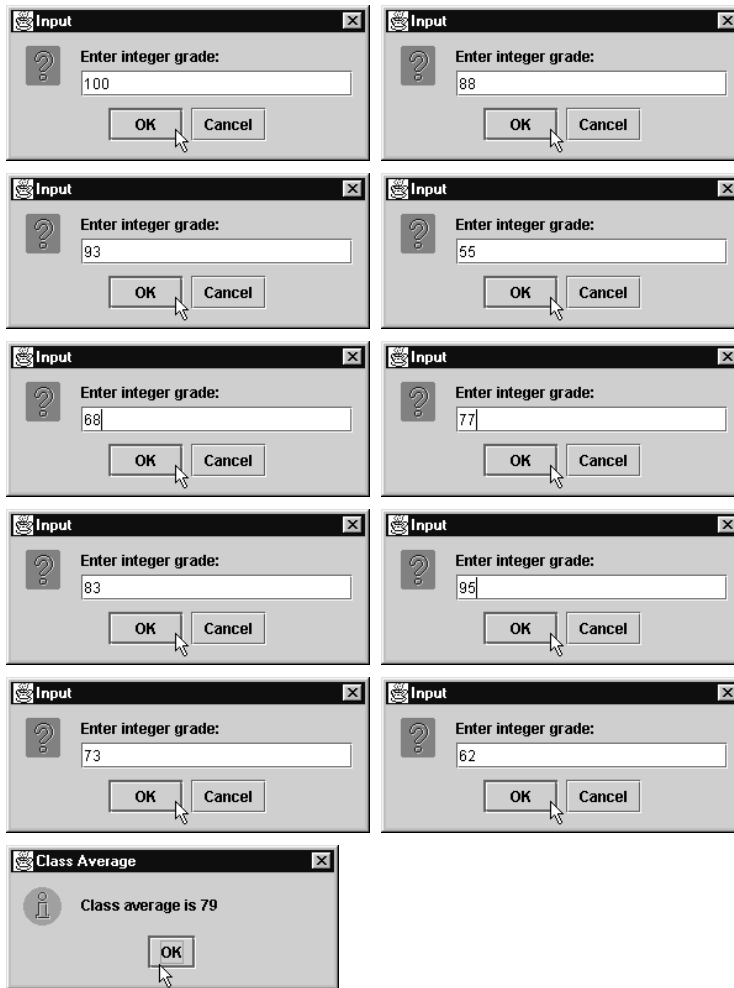 Input
Enter integer grade:
100
OK Cancel
Input
Enter integer grade:
88
OK Cancel
Input
Enter integer grade:
93
OK Cancel
Input
Enter integer grade:
55
OK Cancel
Input
Enter integer grade:
68
OK Cancel
Input
Enter integer grade:
77
OK Cancel
Input
Enter integer grade:
83
OK Cancel
Input
Enter integer grade:
95
OK Cancel
Input
Enter integer grade:
73
OK Cancel
Input
Enter integer grade:
62
OK Cancel
Class Average
Class average is 79
OK